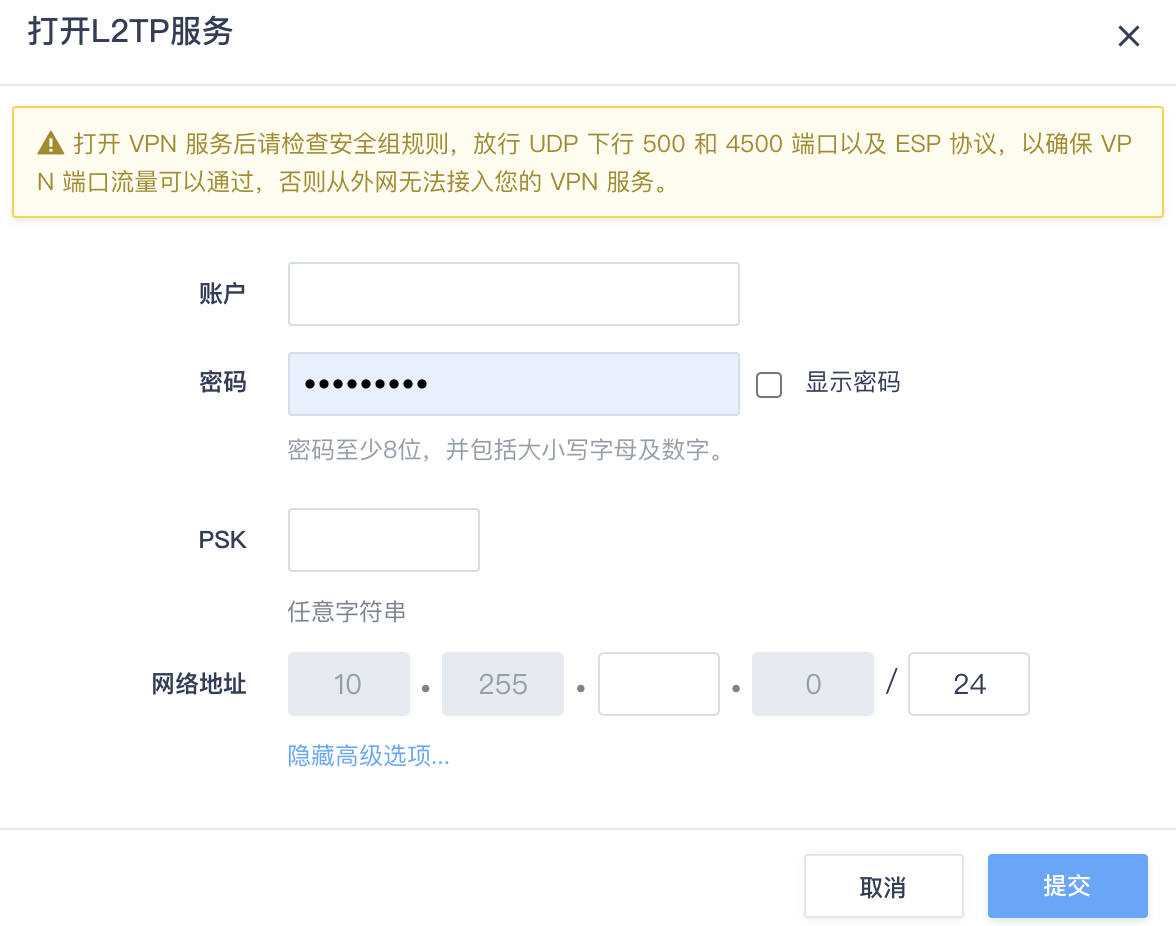 打开L2TP服务
打开 VPN 服务后请检查安全组规则，放行 UDP 下行 500 和 4500 端口以及 ESP 协议，以确保 VP
N 端口流量可以通过，否则从外网无法接入您的 VPN 服务。
账户
密码 ●●●●●●●●● 显示密码
密码至少8位，并包括大小写字母及数字。
PSK
任意字符串
网络地址 10 . 255 . . 0 / 24
隐藏高级选项...
取消 提交